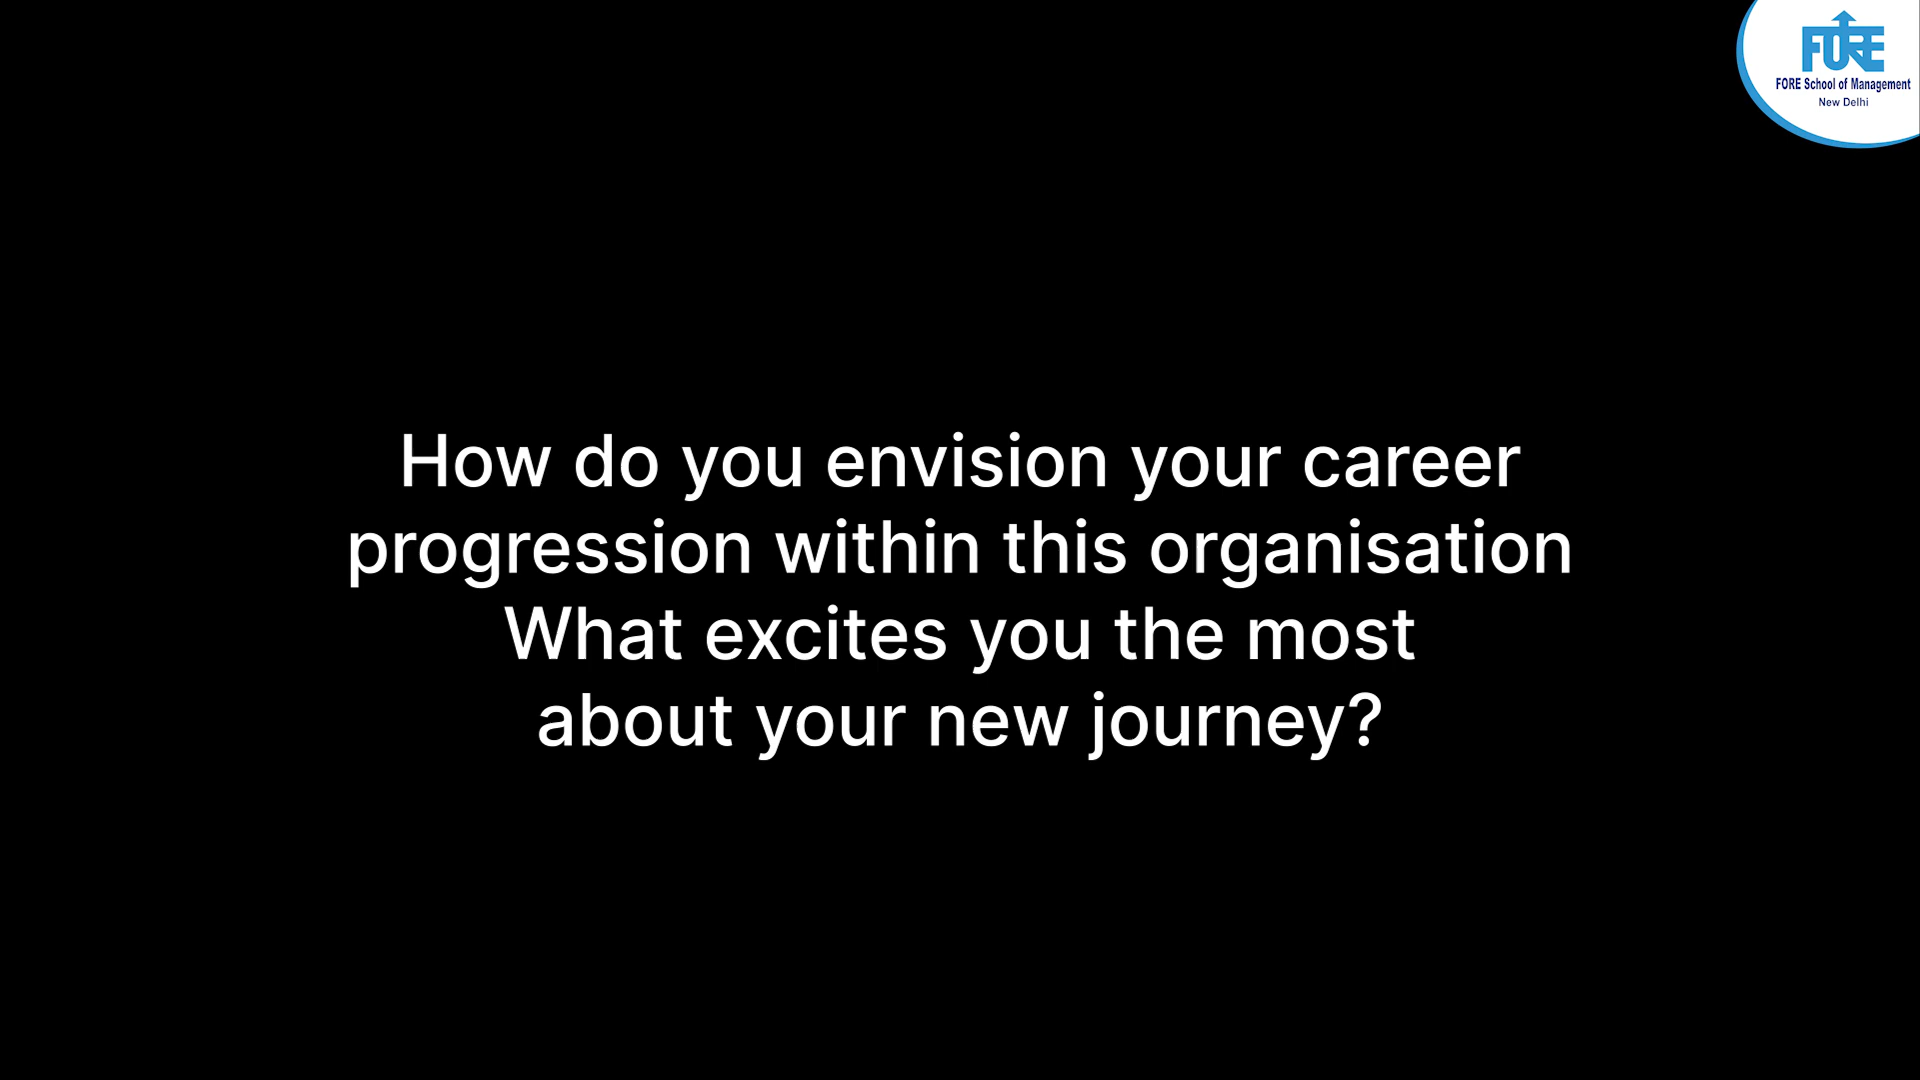 FORE
FORE School of Management
New Delhi
How do you envision your career
progression within this organisation
What excites you the most
about your new journey?